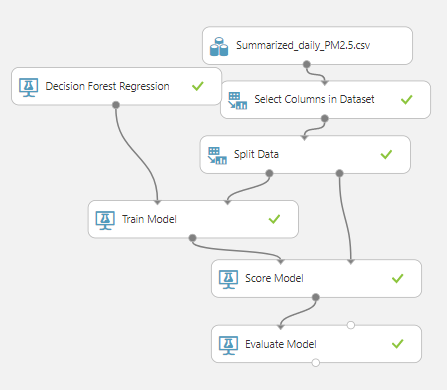 Summarized_daily_PM2.5.csv
Decision Forest Regression
Select Columns in Dataset
Split Data
Train Model
Score Model
Evaluate Model